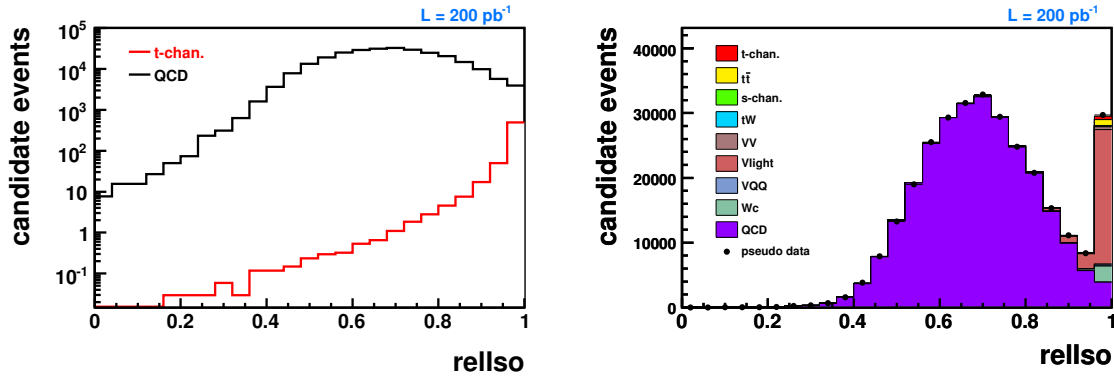 L = 200 pb⁻¹
candidate events
10⁵
10⁴
10³
10²
10
1
10⁻¹
t-chan.
QCD
0 0.2 0.4 0.6 0.8 1
relIso
L = 200 pb⁻¹
candidate events
40000
30000
20000
10000
0
t-chan.
tt̄
s-chan.
tW
VV
Vlight
VQQ
Wc
QCD
pseudo data
0 0.2 0.4 0.6 0.8 1
relIso